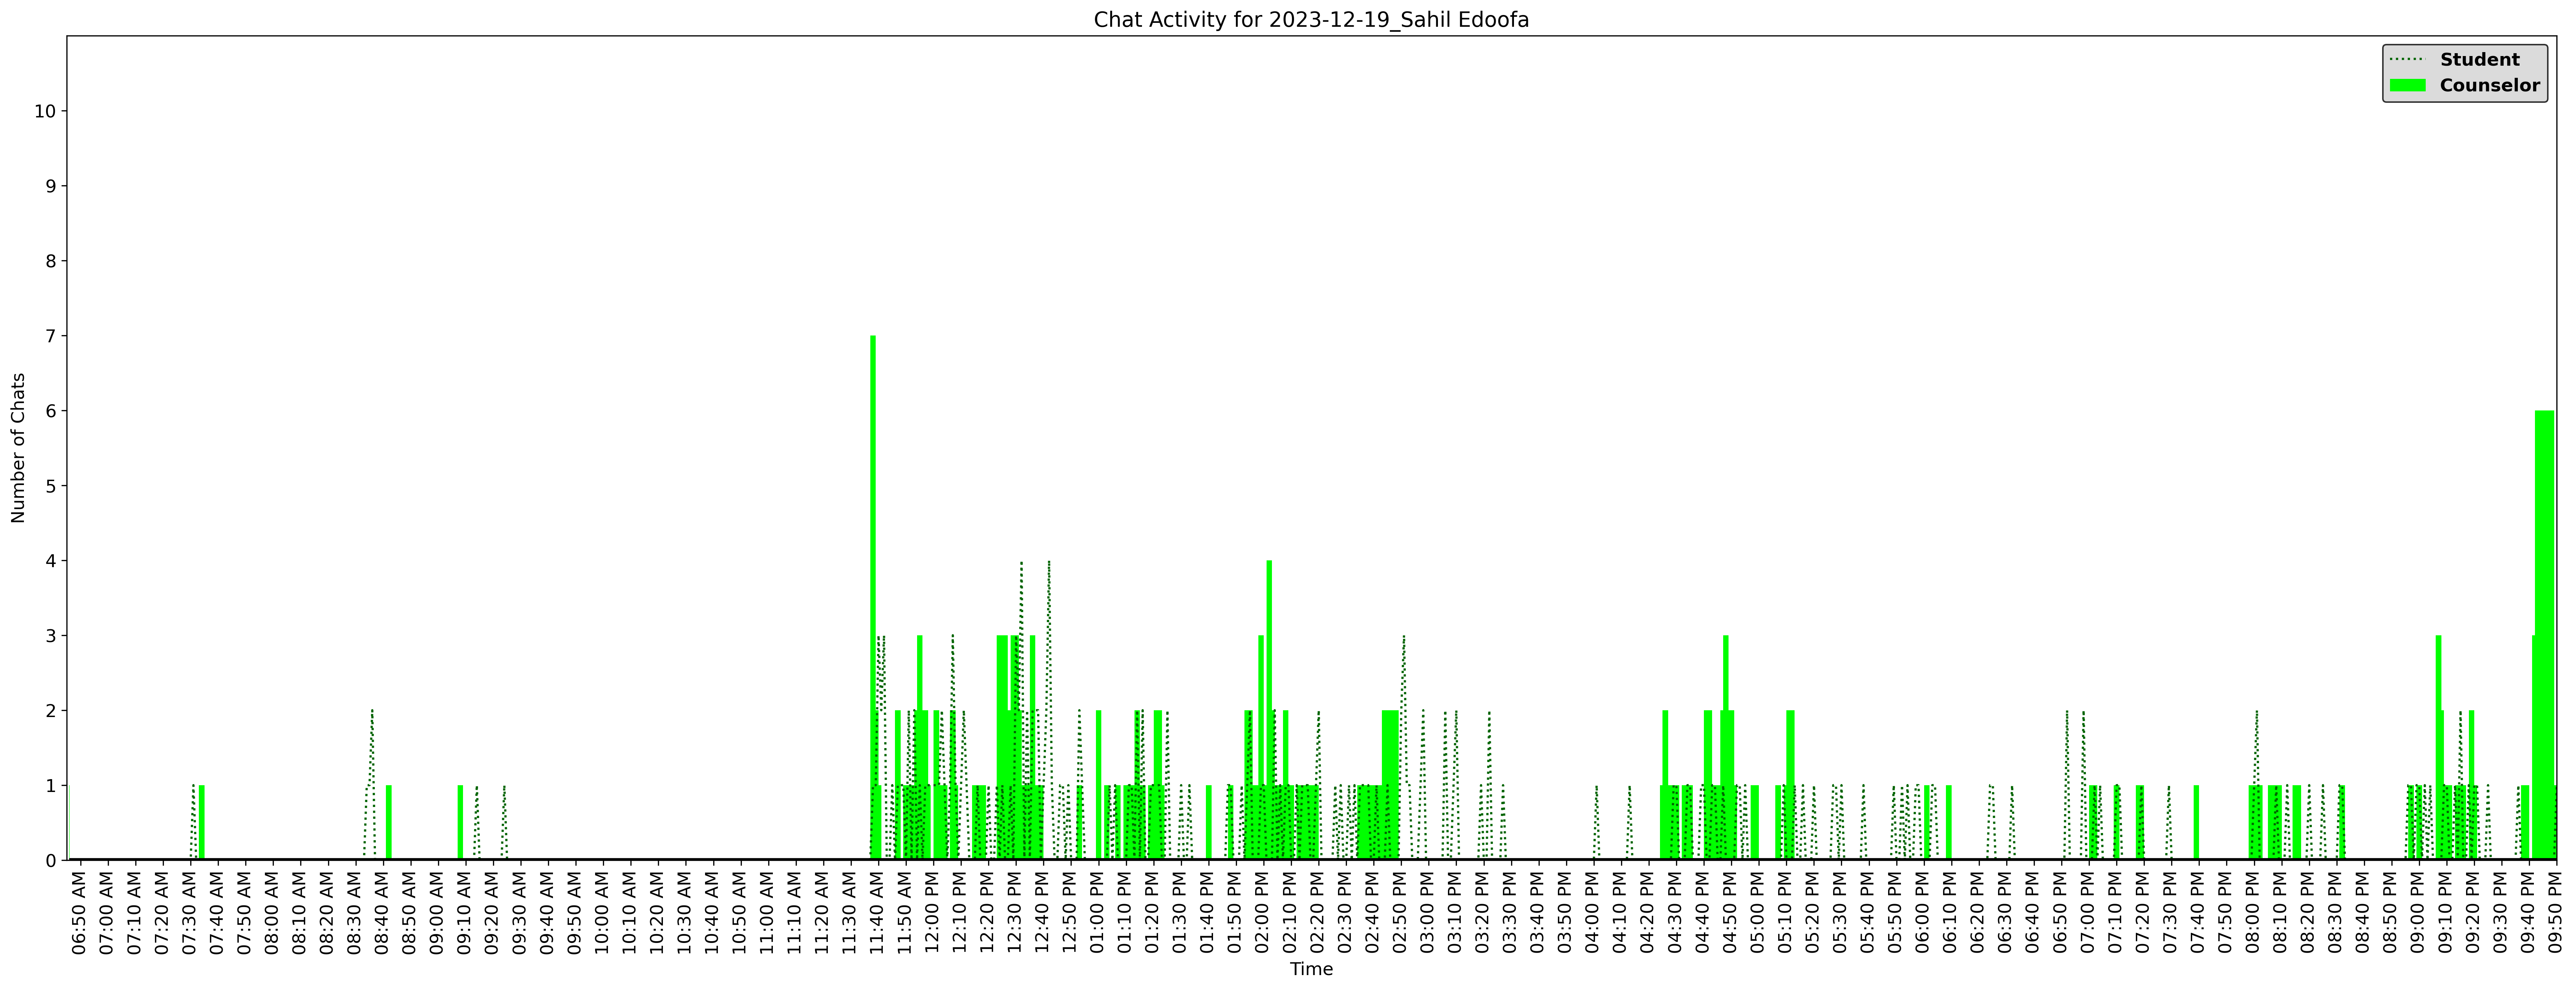 Chat Activity for 2023-12-19_Sahil Edoofa
Student
Counselor
Number of Chats
10
9
8
7
6
5
4
3
2
1
0
06:50 AM
07:00 AM
07:10 AM
07:20 AM
07:30 AM
07:40 AM
07:50 AM
08:00 AM
08:10 AM
08:20 AM
08:30 AM
08:40 AM
08:50 AM
09:00 AM
09:10 AM
09:20 AM
09:30 AM
09:40 AM
09:50 AM
10:00 AM
10:10 AM
10:20 AM
10:30 AM
10:40 AM
10:50 AM
11:00 AM
11:10 AM
11:20 AM
11:30 AM
11:40 AM
11:50 AM
12:00 PM
12:10 PM
12:20 PM
12:30 PM
12:40 PM
12:50 PM
01:00 PM
01:10 PM
01:20 PM
01:30 PM
01:40 PM
01:50 PM
02:00 PM
02:10 PM
02:20 PM
02:30 PM
02:40 PM
02:50 PM
03:00 PM
03:10 PM
03:20 PM
03:30 PM
03:40 PM
03:50 PM
04:00 PM
04:10 PM
04:20 PM
04:30 PM
04:40 PM
04:50 PM
05:00 PM
05:10 PM
05:20 PM
05:30 PM
05:40 PM
05:50 PM
06:00 PM
06:10 PM
06:20 PM
06:30 PM
06:40 PM
06:50 PM
07:00 PM
07:10 PM
07:20 PM
07:30 PM
07:40 PM
07:50 PM
08:00 PM
08:10 PM
08:20 PM
08:30 PM
08:40 PM
08:50 PM
09:00 PM
09:10 PM
09:20 PM
09:30 PM
09:40 PM
09:50 PM
Time